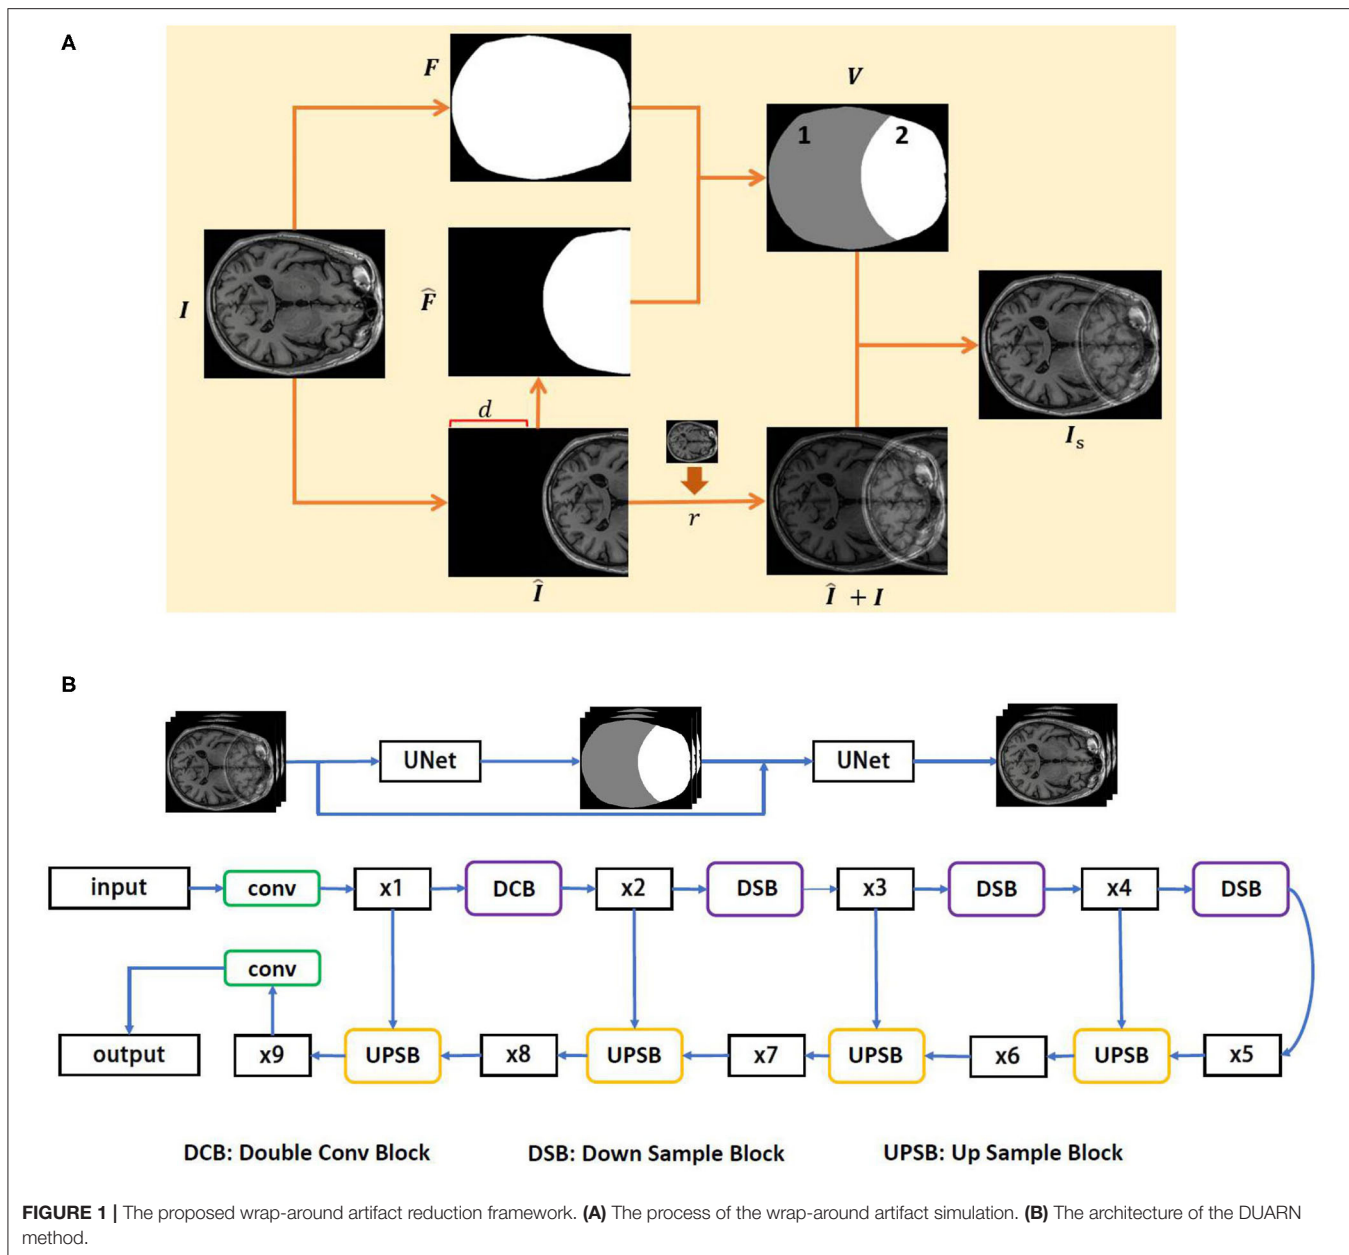 A
F
V
1
2
I
F̂
d
r
Î
Î + I
Iₛ
B
UNet
UNet
input
conv
x1
DCB
x2
DSB
x3
DSB
x4
DSB
conv
output
x9
UPSB
x8
UPSB
x7
UPSB
x6
UPSB
x5
DCB: Double Conv Block
DSB: Down Sample Block
UPSB: Up Sample Block
FIGURE 1 | The proposed wrap-around artifact reduction framework. (A) The process of the wrap-around artifact simulation. (B) The architecture of the DUARN
method.